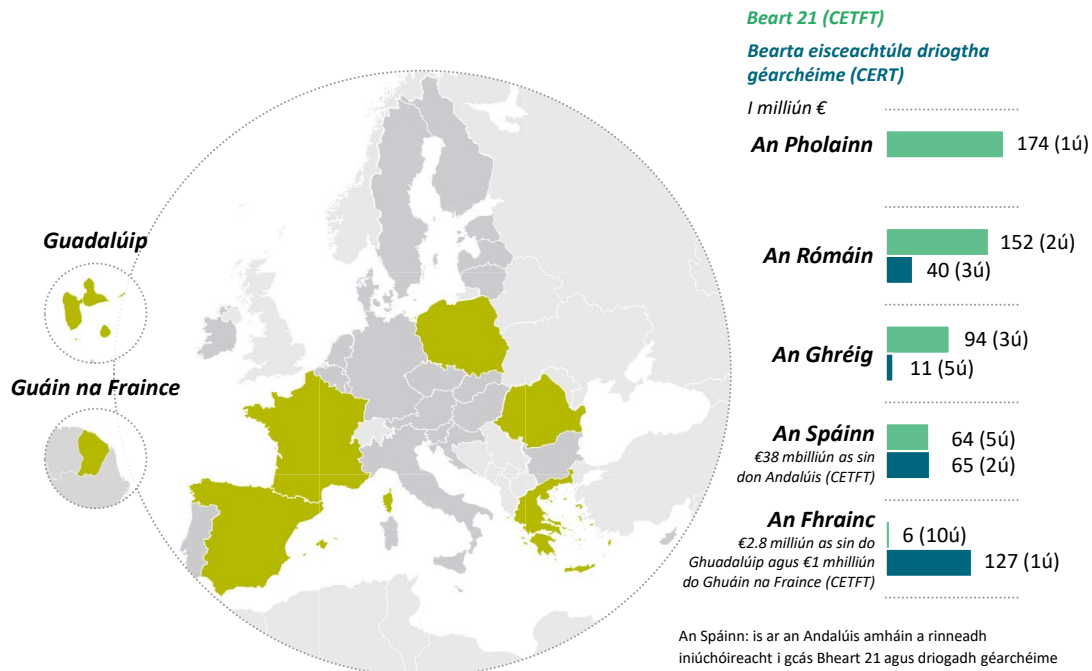 Beart 21 (CETFT)
Bearta eisceachtúla driogtha
géarchéime (CERT)
I milliún €
An Pholainn
174 (1ú)
An Rómáin
152 (2ú)
40 (3ú)
Guadalúip
An Ghréig
94 (3ú)
11 (5ú)
Guáin na Fraince
An Spáinn
€38 mbilliún as sin
don Andalúis (CETFT)
64 (5ú)
65 (2ú)
An Fhrainc
€2.8 milliún as sin do
Ghuadalúip agus €1 mhilliún
do Ghuáin na Fraince (CETFT)
6 (10ú)
127 (1ú)
An Spáinn: is ar an Andalúis amháin a rinneadh
iniúchóireacht i gcás Bheart 21 agus driogadh géarchéime